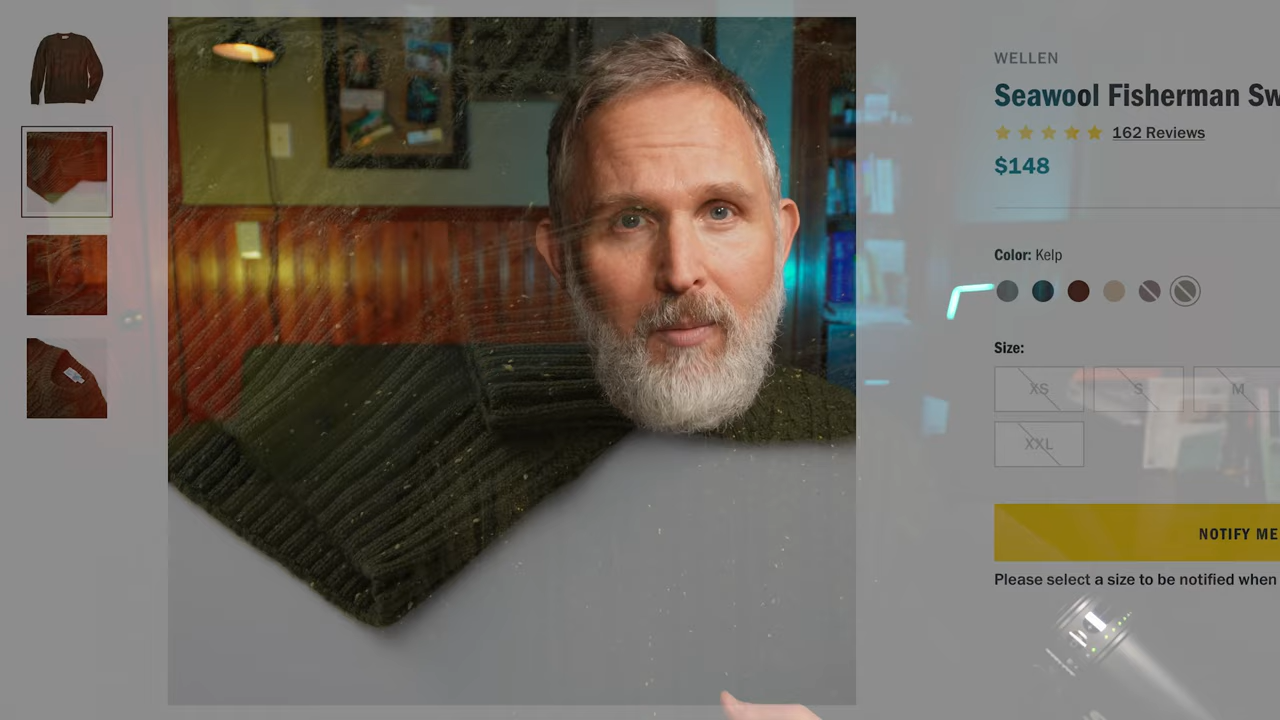 WELLEN
Seawool Fisherman Sw
162 Reviews
$148
Color: Kelp
Size:
XS S M
XXL
NOTIFY ME
Please select a size to be notified when